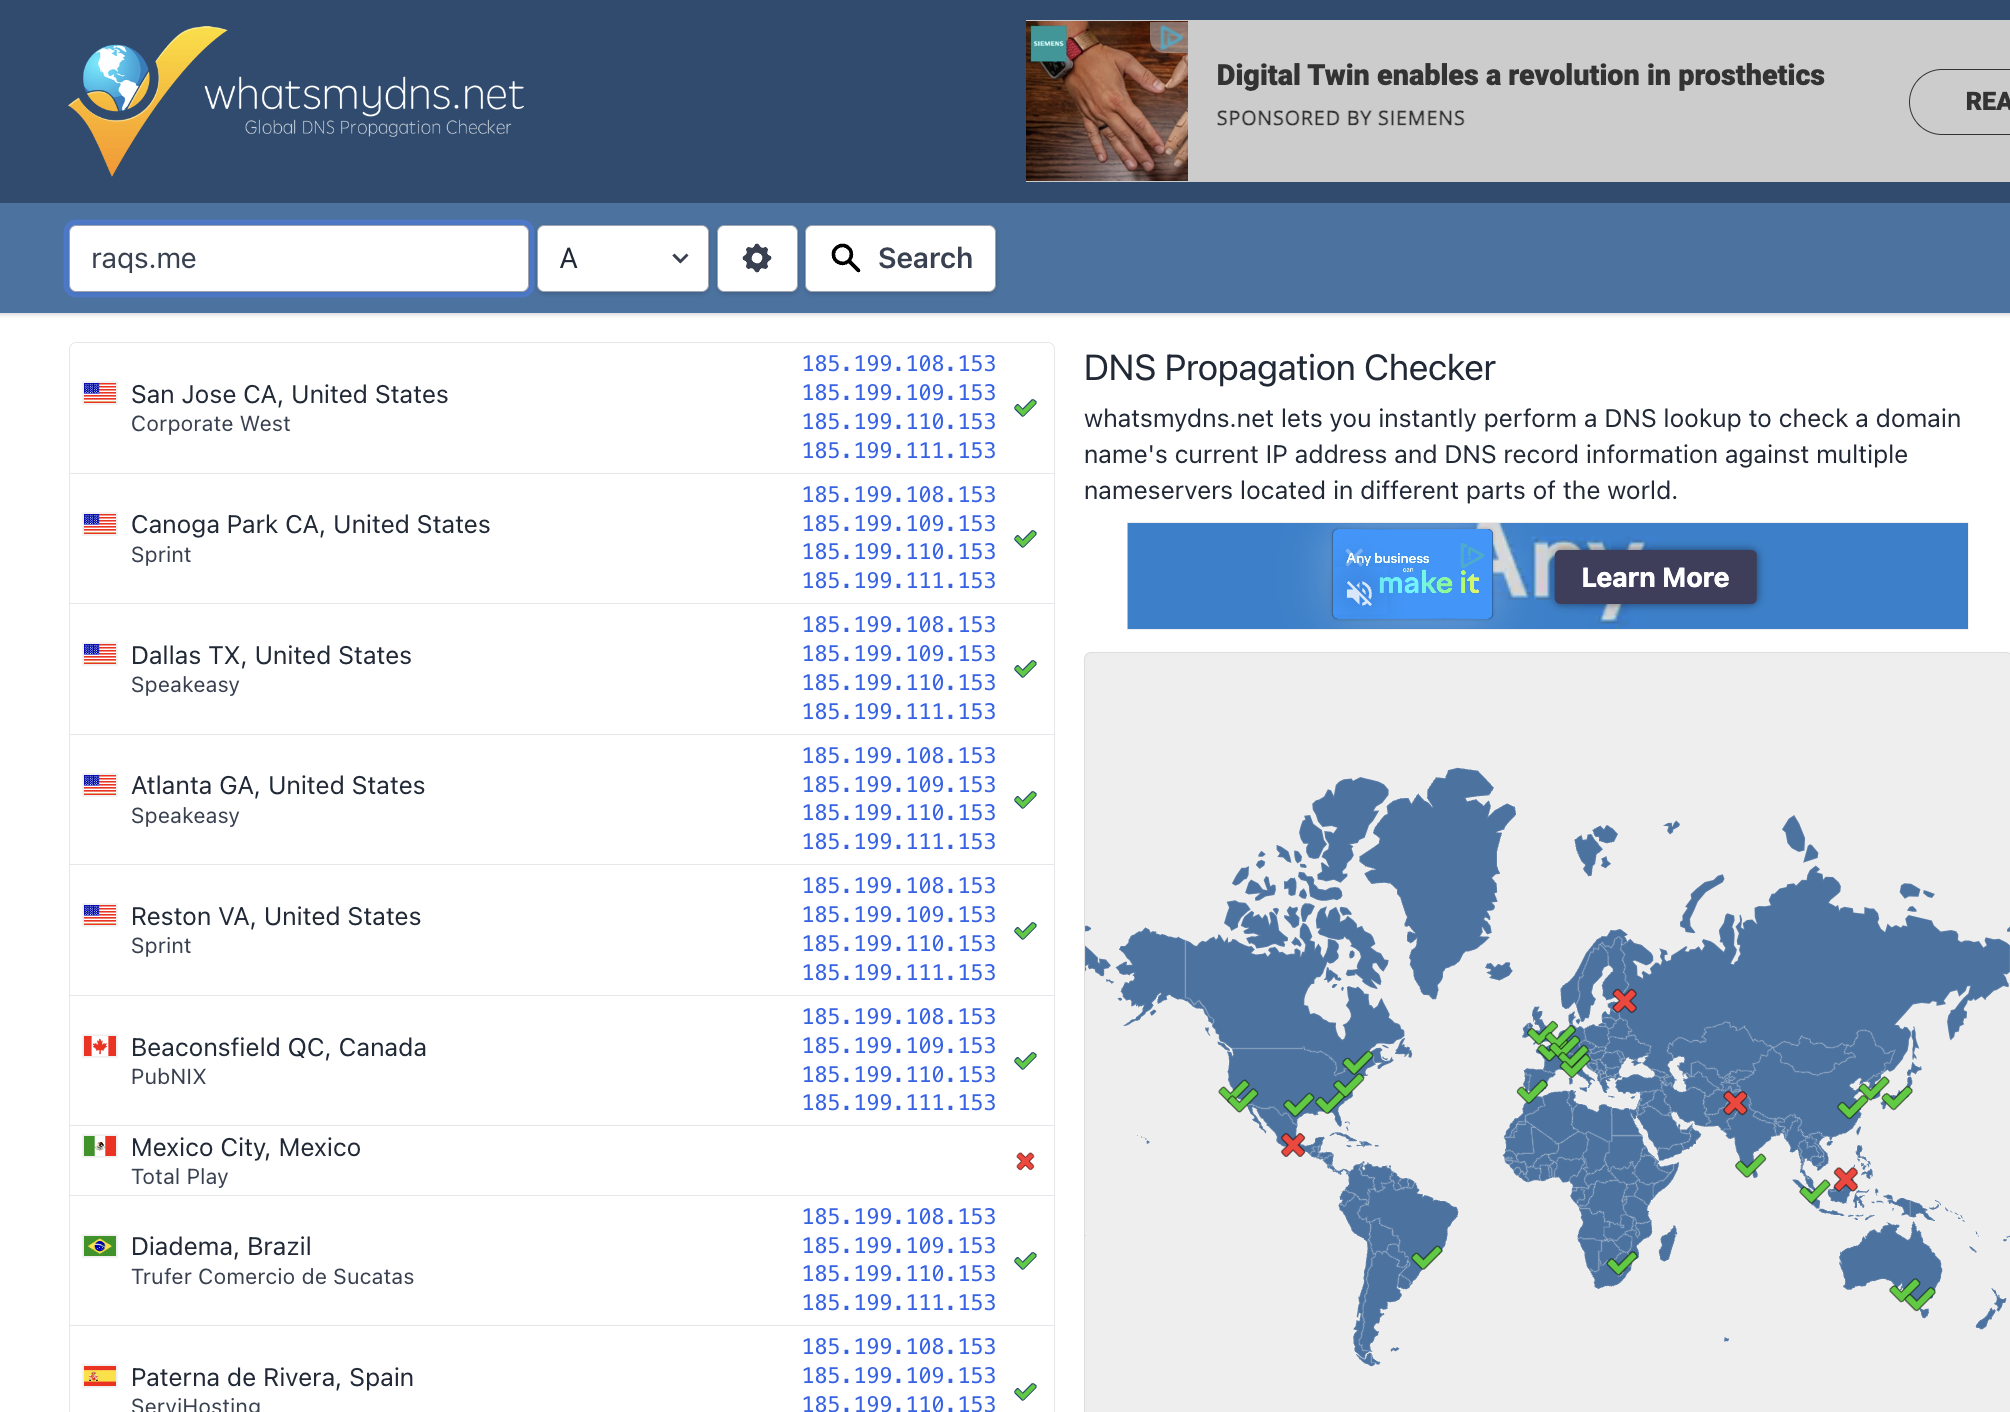 whatsmydns.net
Global DNS Propagation Checker
SIEMENS
Digital Twin enables a revolution in prosthetics
SPONSORED BY SIEMENS
REA
raqs.me
A
Search
San Jose CA, United States
Corporate West
185.199.108.153
185.199.109.153
185.199.110.153
185.199.111.153
Canoga Park CA, United States
Sprint
185.199.108.153
185.199.109.153
185.199.110.153
185.199.111.153
Dallas TX, United States
Speakeasy
185.199.108.153
185.199.109.153
185.199.110.153
185.199.111.153
Atlanta GA, United States
Speakeasy
185.199.108.153
185.199.109.153
185.199.110.153
185.199.111.153
Reston VA, United States
Sprint
185.199.108.153
185.199.109.153
185.199.110.153
185.199.111.153
Beaconsfield QC, Canada
PubNIX
185.199.108.153
185.199.109.153
185.199.110.153
185.199.111.153
Mexico City, Mexico
Total Play
Diadema, Brazil
Trufer Comercio de Sucatas
185.199.108.153
185.199.109.153
185.199.110.153
185.199.111.153
Paterna de Rivera, Spain
ServiHosting
185.199.108.153
185.199.109.153
185.199.110.153
DNS Propagation Checker
whatsmydns.net lets you instantly perform a DNS lookup to check a domain
name's current IP address and DNS record information against multiple
nameservers located in different parts of the world.
Any business
can
make it
Any
Learn More